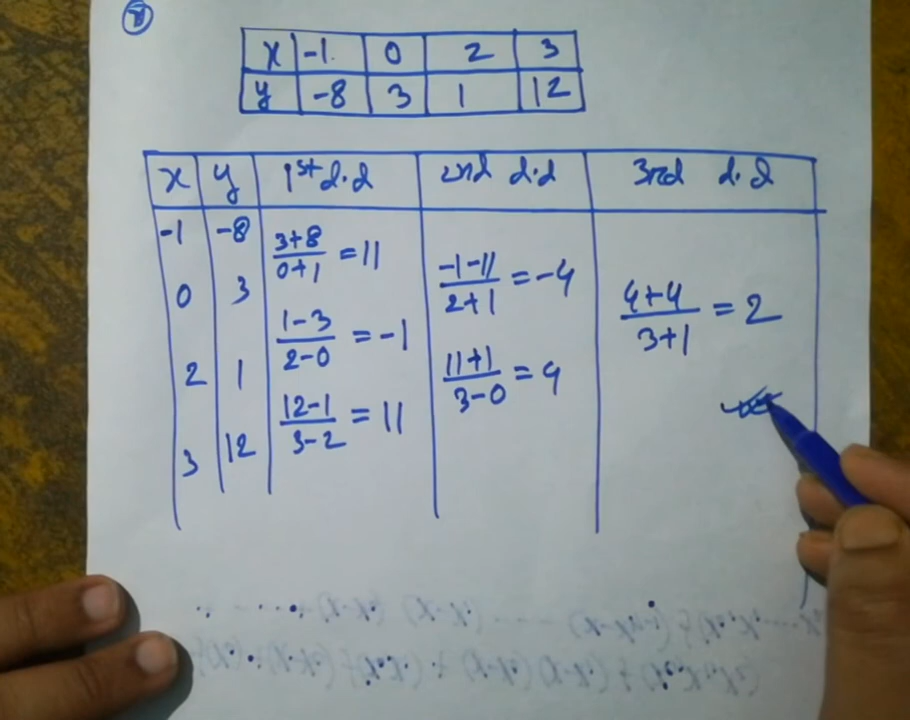 8
x -1 0 2 3
y -8 3 1 12
x y 1st d.d 2nd d.d 3rd d.d
-1 -8
3+8/0+1 = 11
-1-11/2+1 = -4
0 3
4+4/3+1 = 2
1-3/2-0 = -1
2 1
11+1/3-0 = 4
12-1/3-2 = 11
3 12